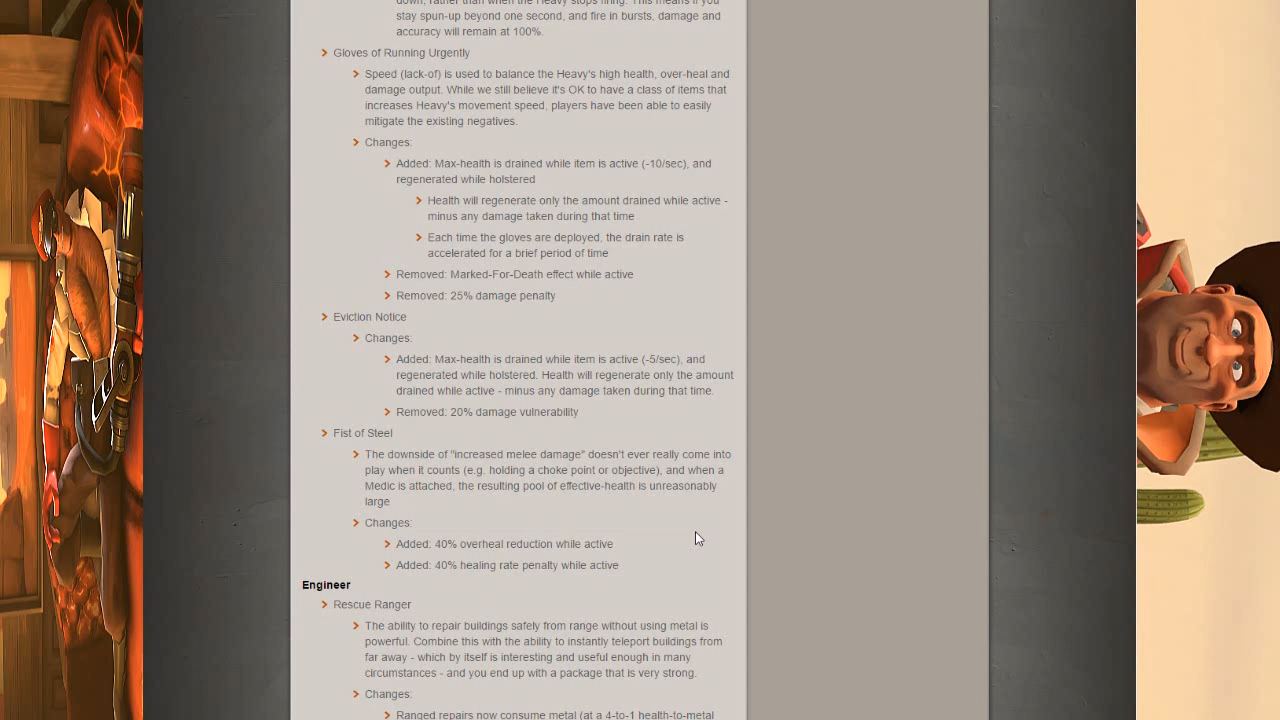 down, rather than when the Heavy stops firing. This means if you
stay spun-up beyond one second, and fire in bursts, damage and
accuracy will remain at 100%.
Gloves of Running Urgently
Speed (lack-of) is used to balance the Heavy's high health, over-heal and
damage output. While we still believe it's OK to have a class of items that
increases Heavy's movement speed, players have been able to easily
mitigate the existing negatives.
Changes:
Added: Max-health is drained while item is active (-10/sec), and
regenerated while holstered
Health will regenerate only the amount drained while active -
minus any damage taken during that time
Each time the gloves are deployed, the drain rate is
accelerated for a brief period of time
Removed: Marked-For-Death effect while active
Removed: 25% damage penalty
Eviction Notice
Changes:
Added: Max-health is drained while item is active (-5/sec), and
regenerated while holstered. Health will regenerate only the amount
drained while active - minus any damage taken during that time.
Removed: 20% damage vulnerability
Fist of Steel
The downside of "increased melee damage" doesn't ever really come into
play when it counts (e.g. holding a choke point or objective), and when a
Medic is attached, the resulting pool of effective-health is unreasonably
large
Changes:
Added: 40% overheal reduction while active
Added: 40% healing rate penalty while active
Engineer
Rescue Ranger
The ability to repair buildings safely from range without using metal is
powerful. Combine this with the ability to instantly teleport buildings from
far away - which by itself is interesting and useful enough in many
circumstances - and you end up with a package that is very strong.
Changes:
Ranged repairs now consume metal (at a 4-to-1 health-to-metal